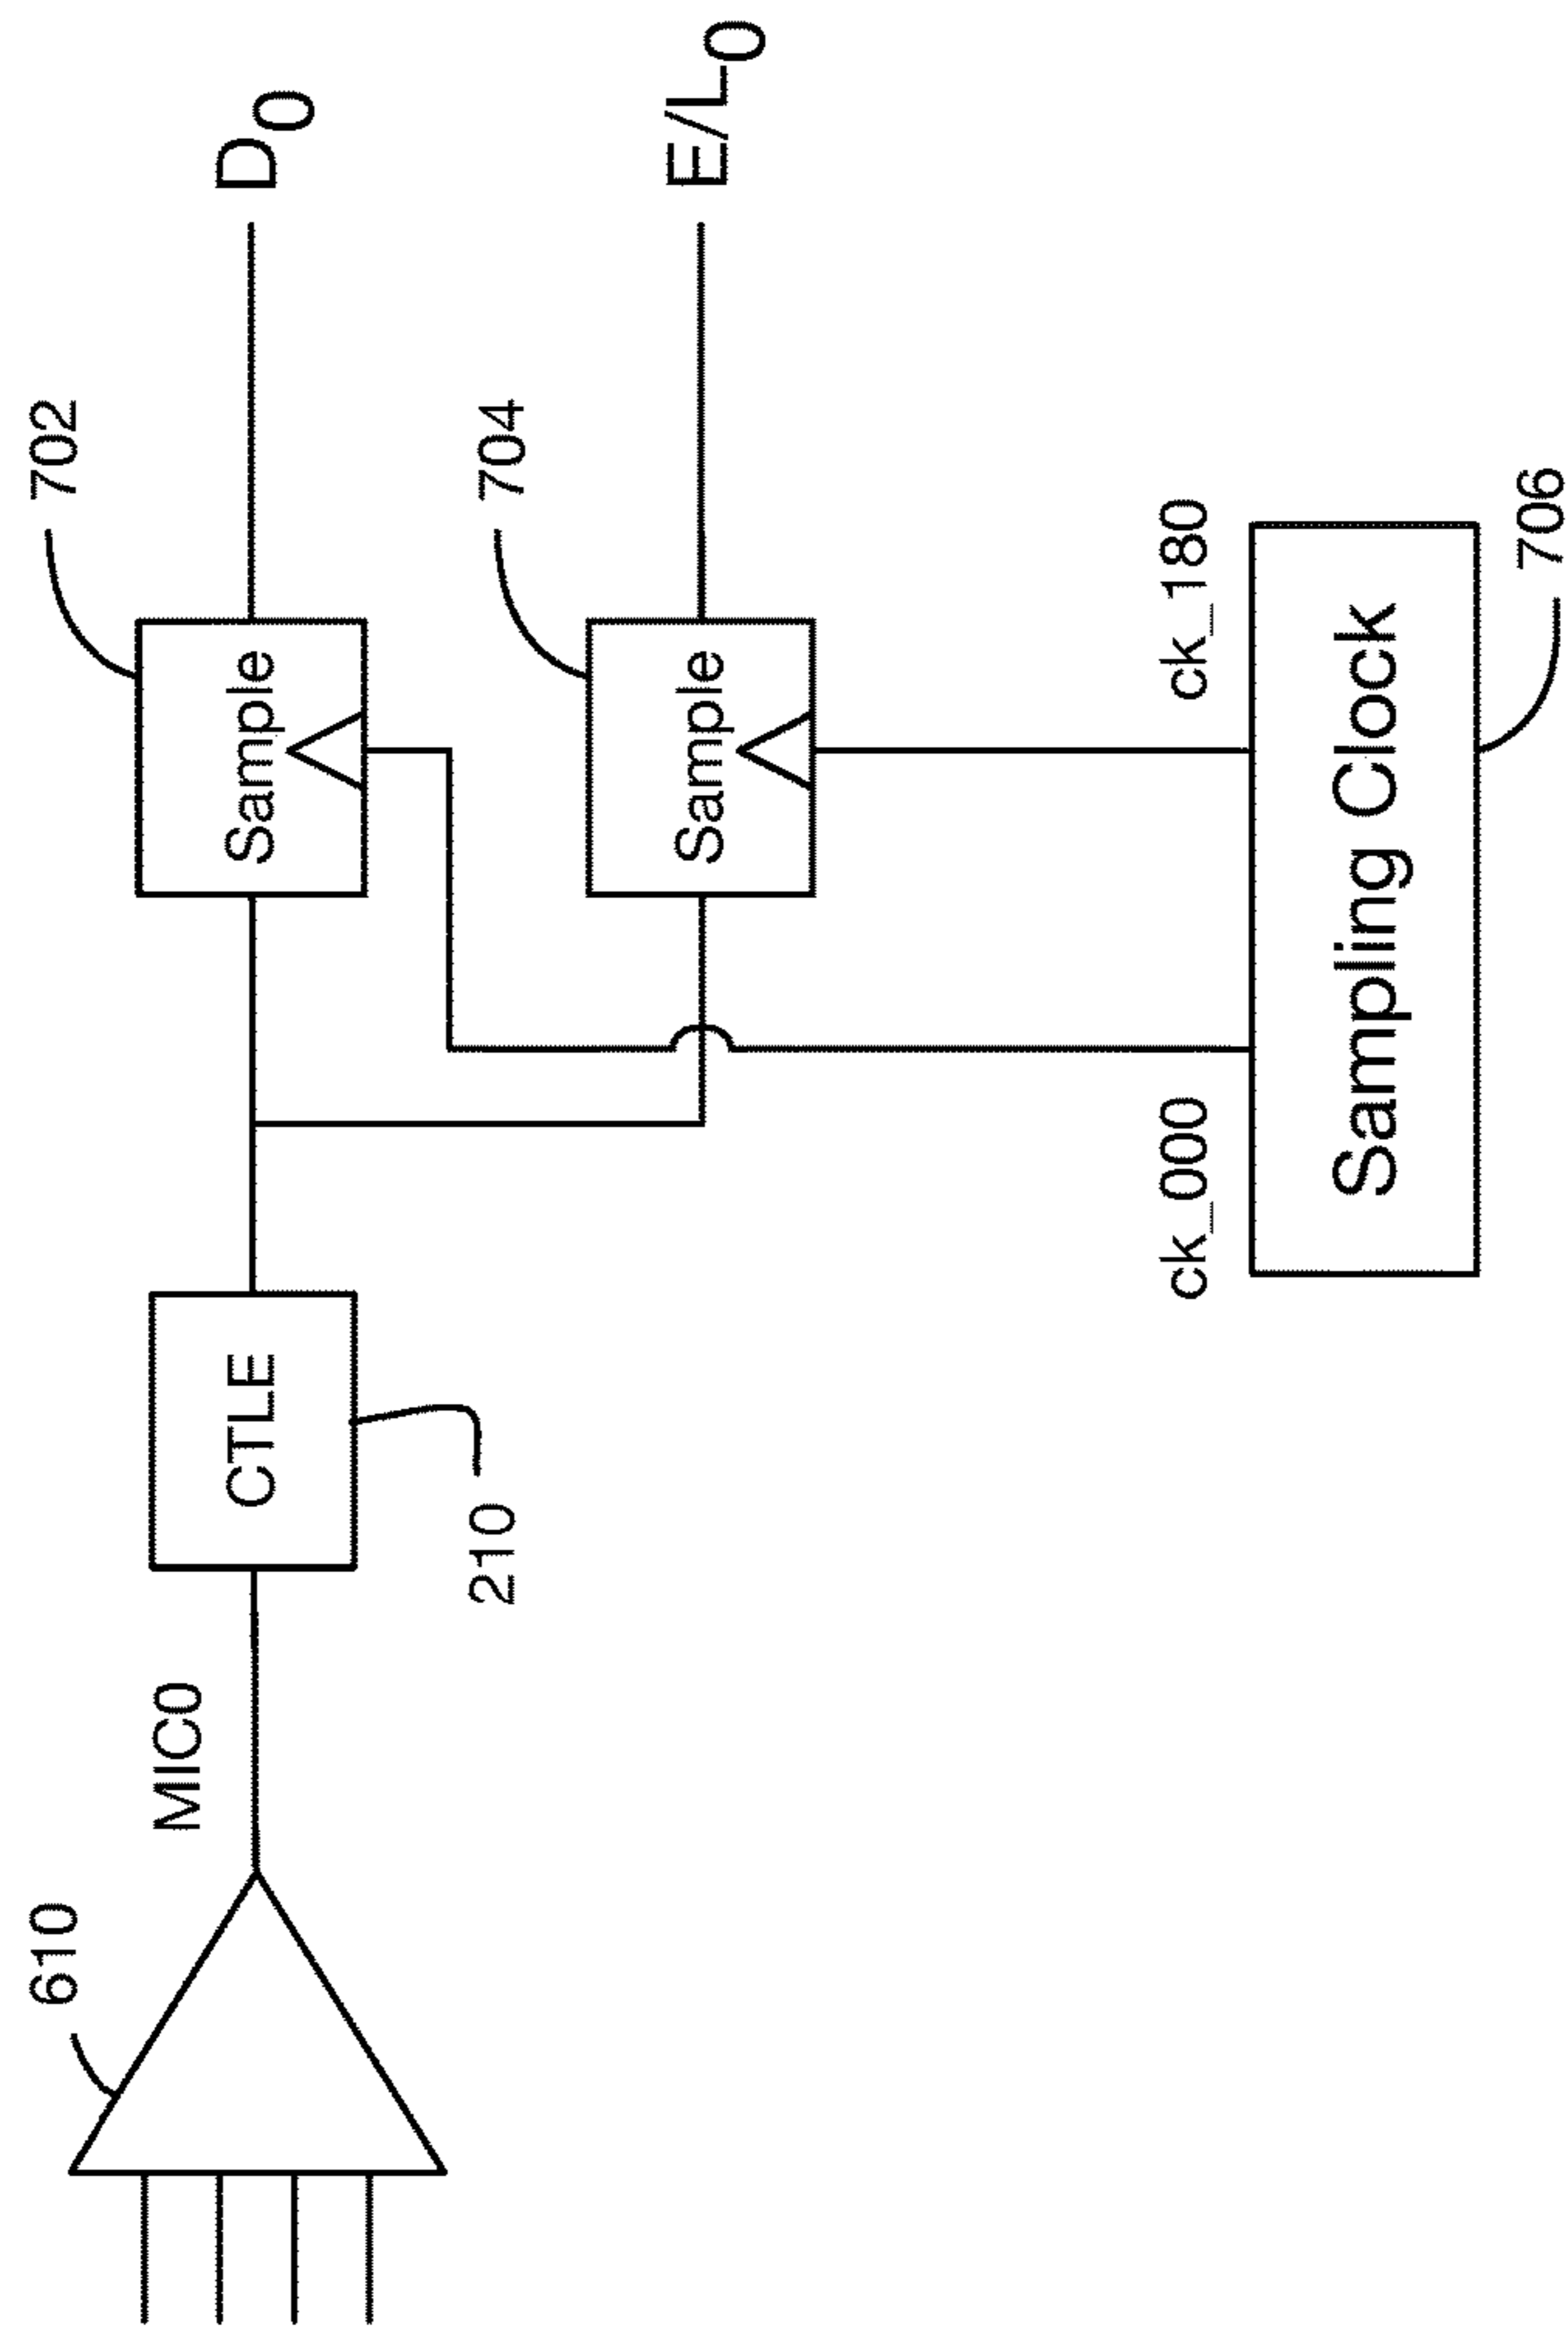 610
MIC0
CTLE
210
702
Sample
D0
704
Sample
E/L0
ck_000
ck_180
Sampling Clock
706